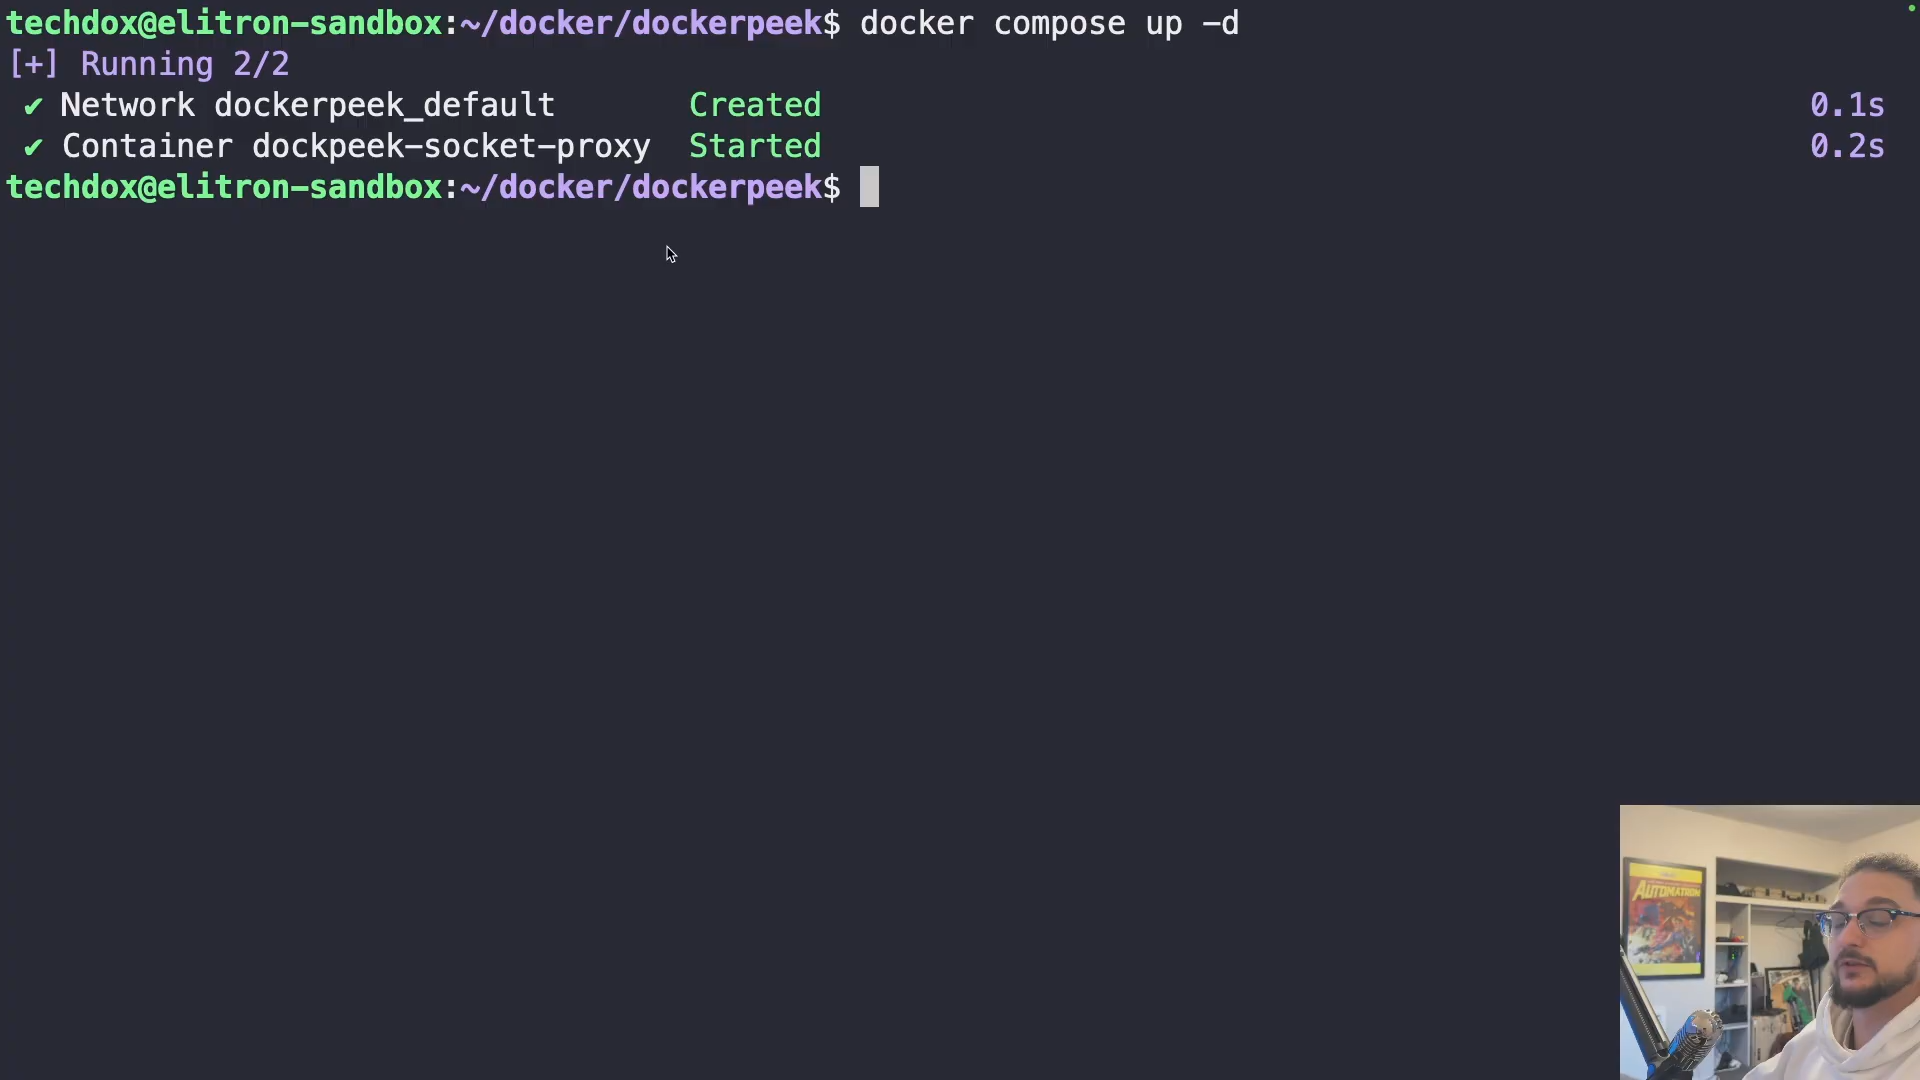 techdox@elitron-sandbox:~/docker/dockerpeek$ docker compose up -d
[+] Running 2/2
✔ Network dockerpeek_default Created 0.1s
✔ Container dockpeek-socket-proxy Started 0.2s
techdox@elitron-sandbox:~/docker/dockerpeek$
AUTOMATRON